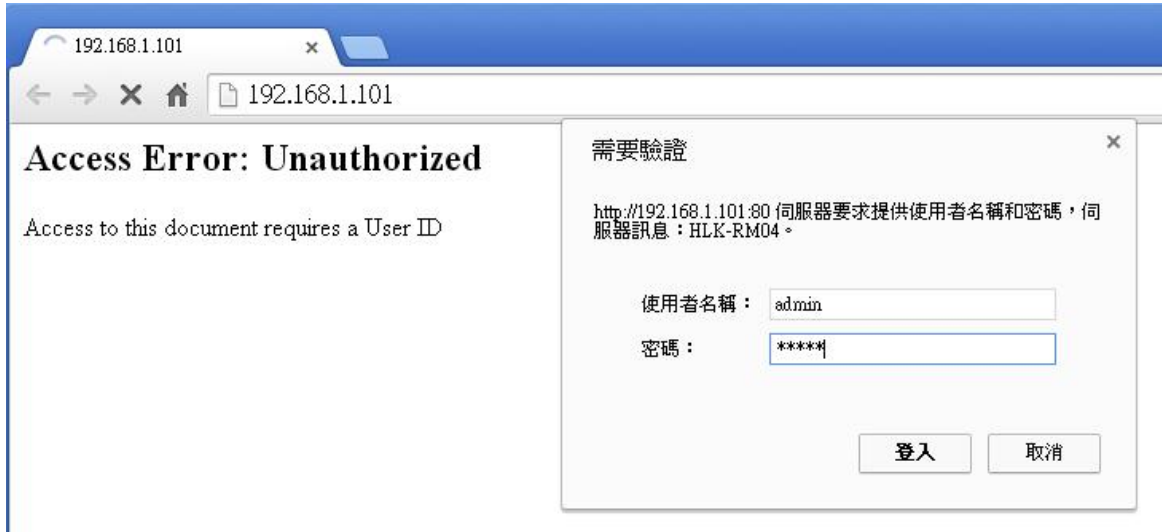 192.168.1.101
192.168.1.101
Access Error: Unauthorized
Access to this document requires a User ID
需要驗證
http://192.168.1.101:80 伺服器要求提供使用者名稱和密碼，伺
服器訊息：HLK-RM04。
使用者名稱： admin
密碼： *****
登入 取消